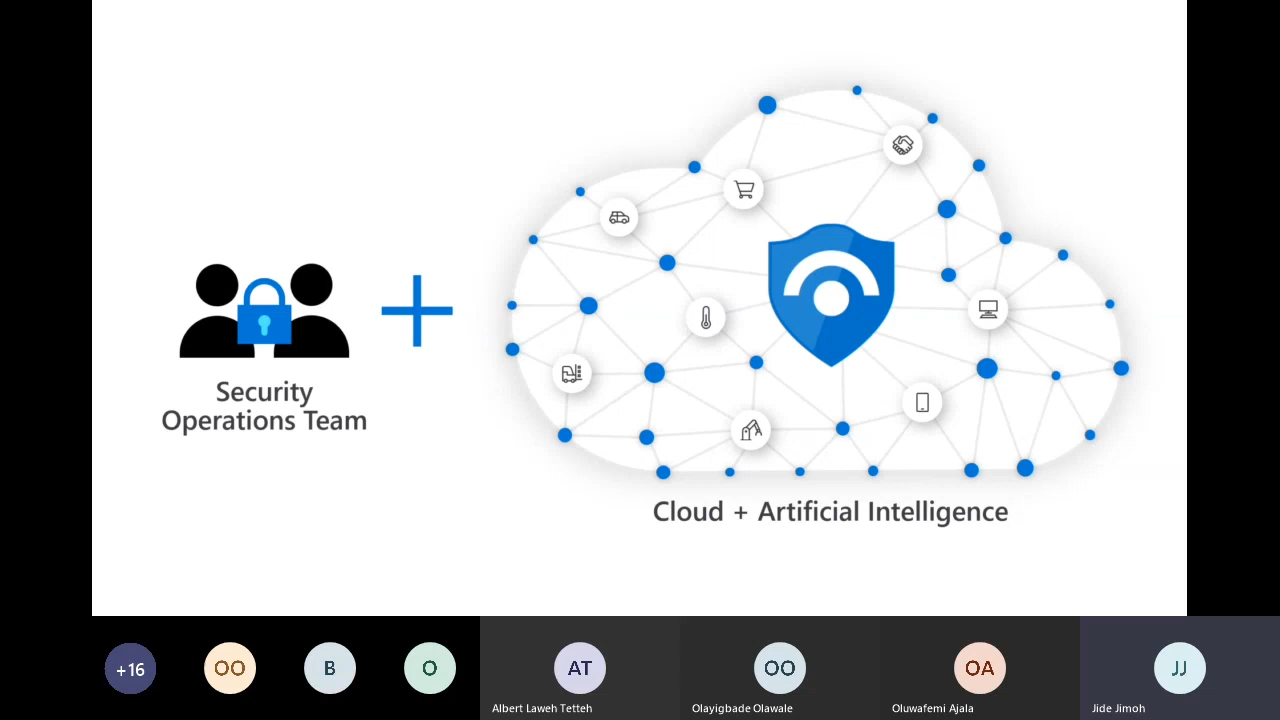 Security
Operations Team
Cloud + Artificial Intelligence
+16
OO
B
O
AT
OO
OA
JJ
Albert Laweh Tetteh
Olayigbade Olawale
Oluwafemi Ajala
Jide Jimoh